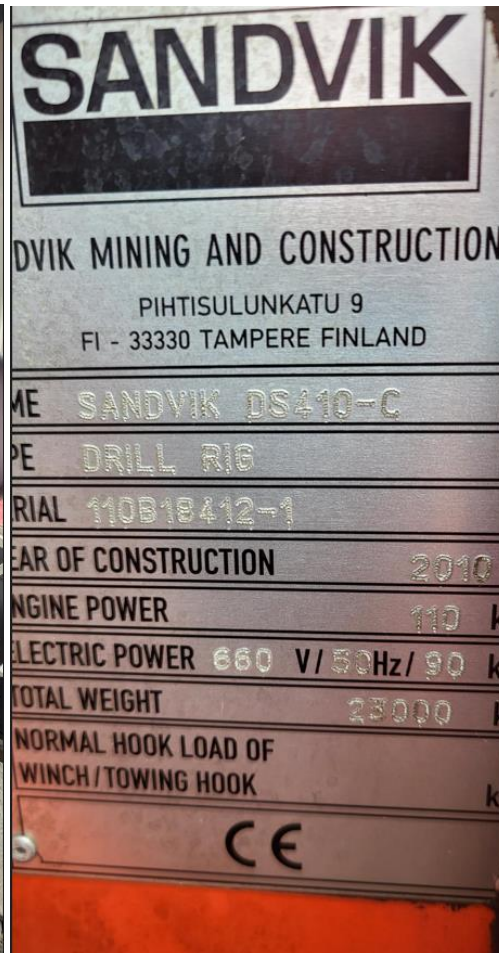 SANDVIK
DVIK MINING AND CONSTRUCTION
PIHTISULUNKATU 9
FI - 33330 TAMPERE FINLAND
ME SANDVIK DS410-C
PE DRILL RIG
RIAL 110B18412-1
EAR OF CONSTRUCTION 2010
NGINE POWER 110 k
ELECTRIC POWER 660 V/50Hz/90 k
TOTAL WEIGHT 23000
NORMAL HOOK LOAD OF
WINCH/TOWING HOOK k
CE